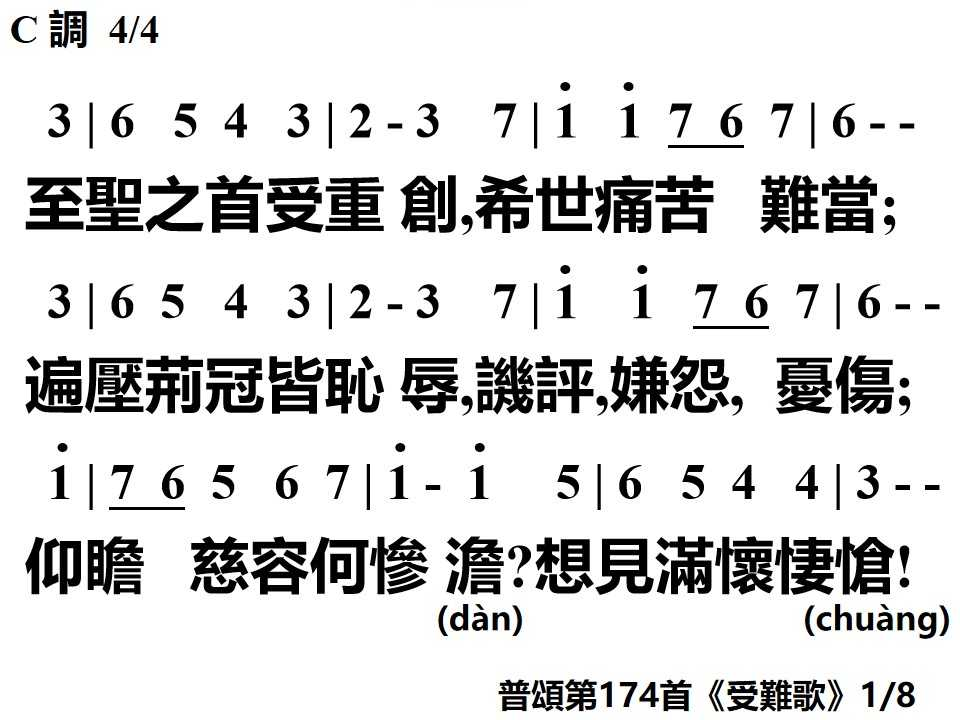 C 調 4/4
3 | 6 5 4 3 | 2 - 3 7 | i̇ i̇ 7 6 7 | 6 - -
至聖之首受重 創,希世痛苦 難當;
3 | 6 5 4 3 | 2 - 3 7 | i̇ i̇ 7 6 7 | 6 - -
遍壓荊冠皆恥 辱,譏評,嫌怨, 憂傷;
i̇ | 7 6 5 6 7 | i̇ - i̇ 5 | 6 5 4 4 | 3 - -
仰瞻 慈容何慘 澹?想見滿懷悽愴!
(dàn) (chuàng)
普頌第174首《受難歌》1/8